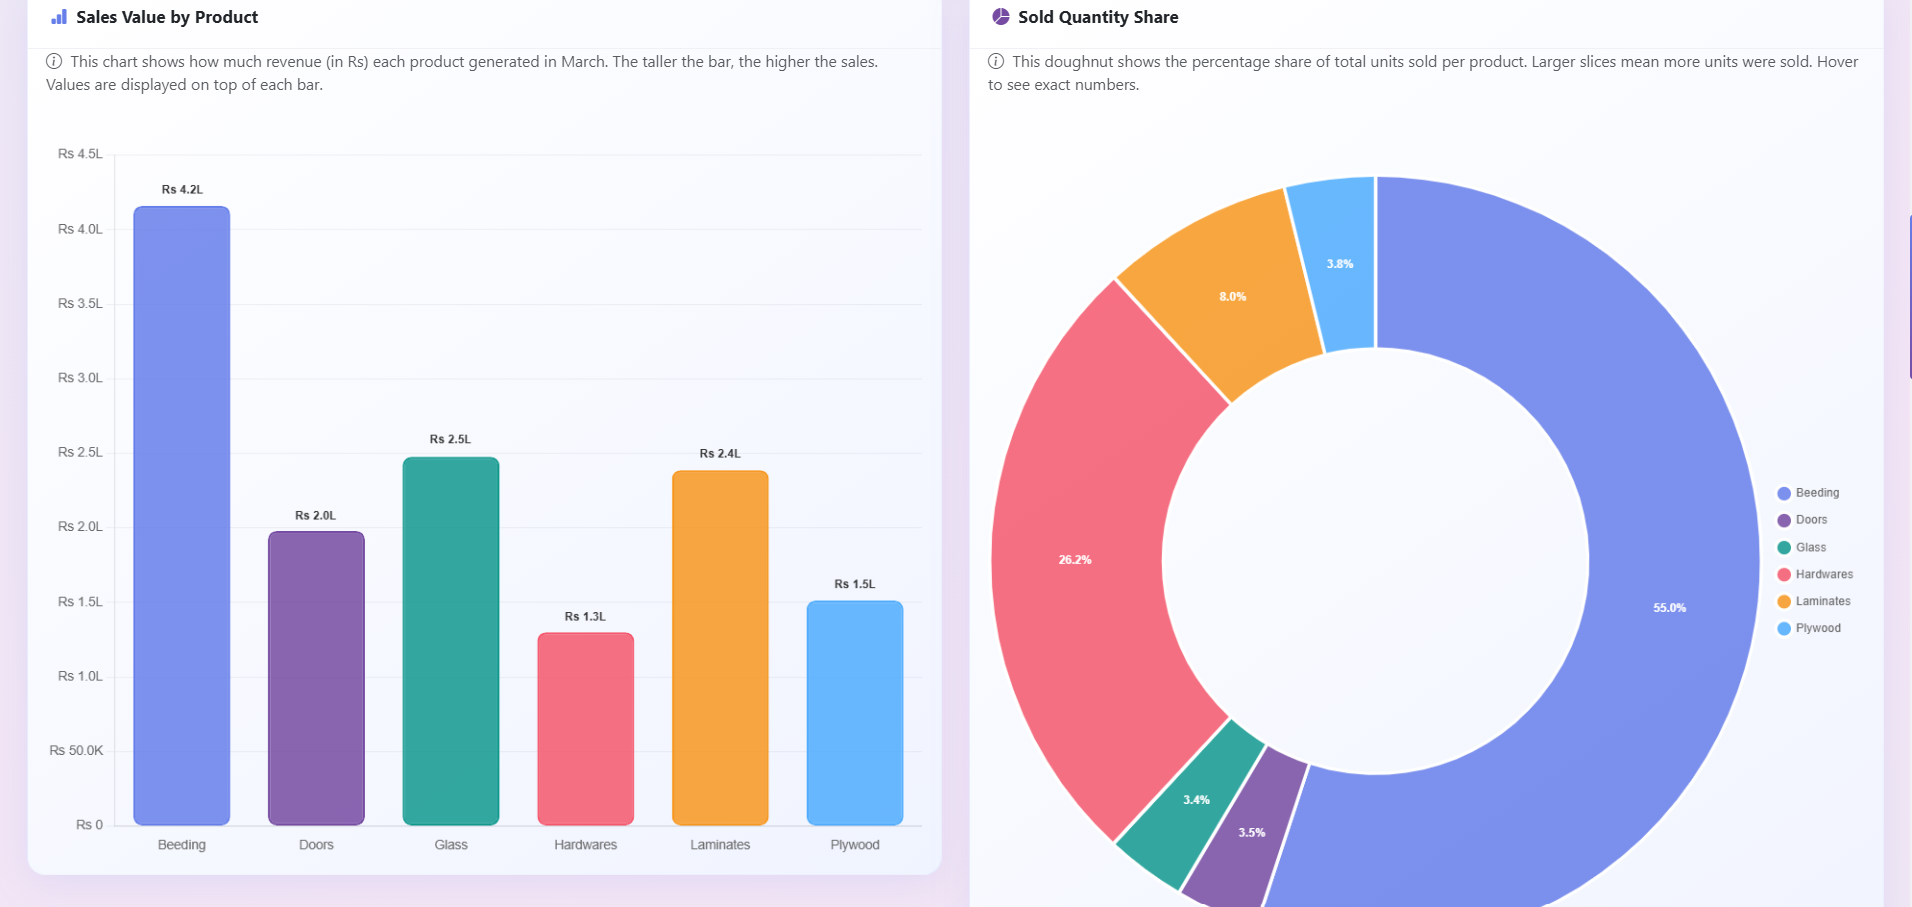 Sales Value by Product
This chart shows how much revenue (in Rs) each product generated in March. The taller the bar, the higher the sales.
Values are displayed on top of each bar.
Rs 4.5L
Rs 4.0L
Rs 3.5L
Rs 3.0L
Rs 2.5L
Rs 2.0L
Rs 1.5L
Rs 1.0L
Rs 50.0K
Rs 0
Rs 4.2L
Rs 2.0L
Rs 2.5L
Rs 1.3L
Rs 2.4L
Rs 1.5L
Beeding
Doors
Glass
Hardwares
Laminates
Plywood
Sold Quantity Share
This doughnut shows the percentage share of total units sold per product. Larger slices mean more units were sold. Hover
to see exact numbers.
3.8%
8.0%
26.2%
55.0%
3.4%
3.5%
Beeding
Doors
Glass
Hardwares
Laminates
Plywood